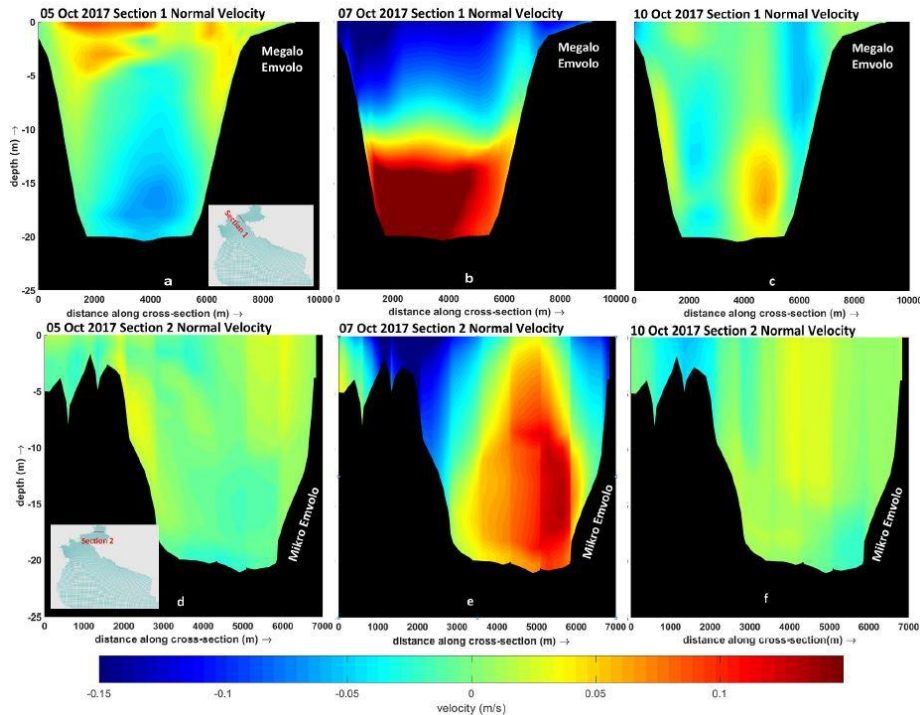 05 Oct 2017 Section 1 Normal Velocity
07 Oct 2017 Section 1 Normal Velocity
10 Oct 2017 Section 1 Normal Velocity
0
-5
-10
-15
-20
-25
depth (m) →
Megalo
Emvolo
Megalo
Emvolo
Megalo
Emvolo
Section 1
a
b
c
0 2000 4000 6000 8000 10000
0 2000 4000 6000 8000 10000
0 2000 4000 6000 8000 10000
distance along cross-section (m) →
distance along cross-section (m) →
distance along cross-section (m) →
05 Oct 2017 Section 2 Normal Velocity
07 Oct 2017 Section 2 Normal Velocity
10 Oct 2017 Section 2 Normal Velocity
0
-5
-10
-15
-20
-25
depth (m) →
Mikro Emvolo
Mikro Emvolo
Mikro Emvolo
Section 2
d
e
f
0 1000 2000 3000 4000 5000 6000 7000
0 1000 2000 3000 4000 5000 6000 7000
0 1000 2000 3000 4000 5000 6000 7000
distance along cross-section (m) →
distance along cross-section (m) →
distance along cross-section(m) →
-0.15 -0.1 -0.05 0 0.05 0.1
velocity (m/s)